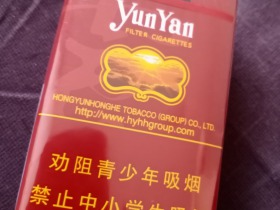 YunYan
FILTER CIGARETTES
HONGYUNHONGHE TOBACCO (GROUP) CO., LTD.
http://www.hyhhgroup.com
劝阻青少年吸烟
禁止中小学生吸